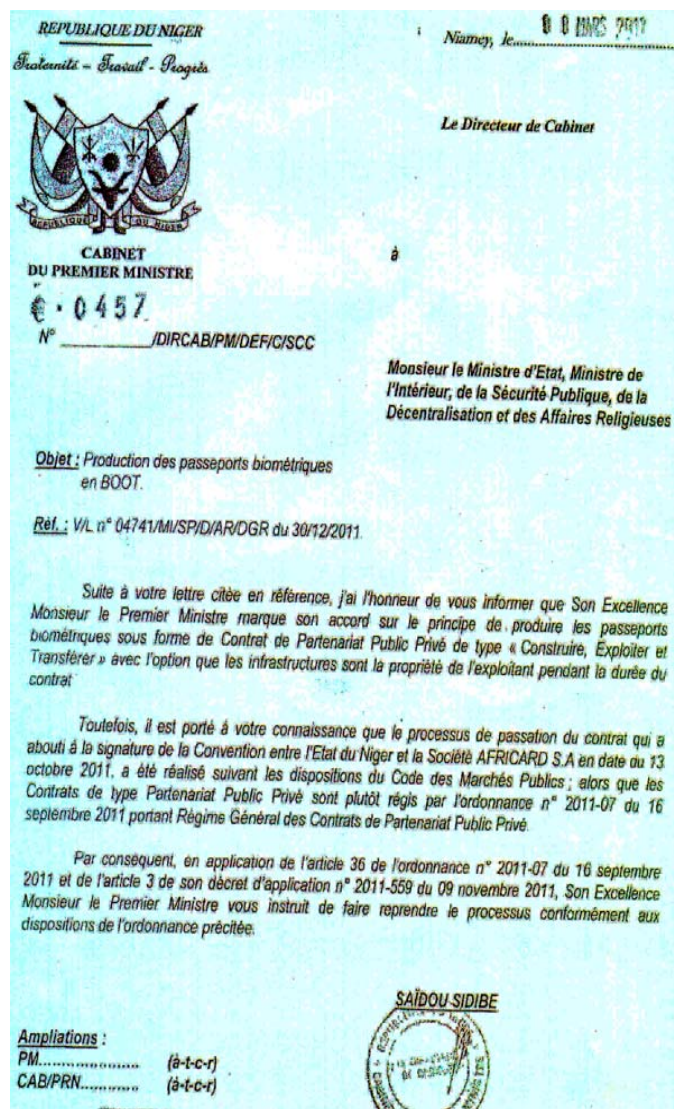 REPUBLIQUE DU NIGER
Fraternité – Travail - Progrès
Niamey, le
MARS
Le Directeur de Cabinet
REPUBLIQUE DU NIGER
CABINET
DU PREMIER MINISTRE
0457
N° ________/DIRCAB/PM/DEF/C/SCC
à
Monsieur le Ministre d'Etat, Ministre de
l'Intérieur, de la Sécurité Publique, de la
Décentralisation et des Affaires Religieuses
Objet : Production des passeports biométriques
en BOOT.
Réf. : V/L n° 04741/MI/SP/D/AR/DGR du 30/12/2011.
Suite à votre lettre citée en référence, j'ai l'honneur de vous informer que Son Excellence
Monsieur le Premier Ministre marque son accord sur le principe de produire les passeports
biométriques sous forme de Contrat de Partenariat Public Privé de type « Construire, Exploiter et
Transférer » avec l'option que les infrastructures sont la propriété de l'exploitant pendant la durée du
contrat
Toutefois, il est porté à votre connaissance que le processus de passation du contrat qui a
abouti à la signature de la Convention entre l'Etat du Niger et la Société AFRICARD S.A en date du 13
octobre 2011, a été réalisé suivant les dispositions du Code des Marchés Publics ; alors que les
Contrats de type Partenariat Public Privé sont plutôt régis par l'ordonnance n° 2011-07 du 16
septembre 2011 portant Régime Général des Contrats de Partenariat Public Privé.
Par conséquent, en application de l'article 36 de l'ordonnance n° 2011-07 du 16 septembre
2011 et de l'article 3 de son décret d'application n° 2011-559 du 09 novembre 2011, Son Excellence
Monsieur le Premier Ministre vous instruit de faire reprendre le processus conformément aux
dispositions de l'ordonnance précitée.
SAÏDOU SIDIBE
Ampliations :
PM.................... (à-t-c-r)
CAB/PRN............ (à-t-c-r)